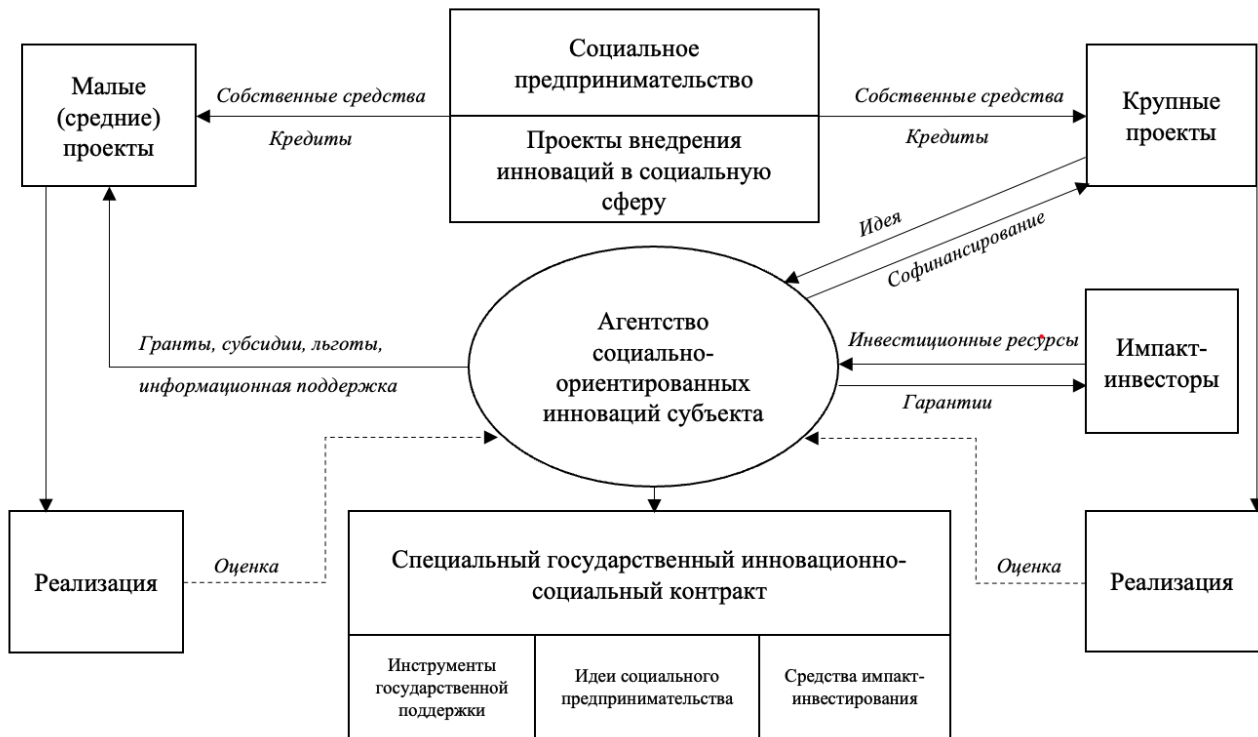 Социальное
предпринимательство
Малые
(средние)
проекты
Собственные средства
Кредиты
Проекты внедрения
инноваций в социальную
сферу
Собственные средства
Кредиты
Крупные
проекты
Идея
Софинансирование
Агентство
социально-
ориентированных
инноваций субъекта
Гранты, субсидии, льготы,
информационная поддержка
Инвестиционные ресурсы
Гарантии
Импакт-
инвесторы
Реализация
Оценка
Специальный государственный инновационно-
социальный контракт
Оценка
Реализация
Инструменты
государственной
поддержки
Идеи социального
предпринимательства
Средства импакт-
инвестирования